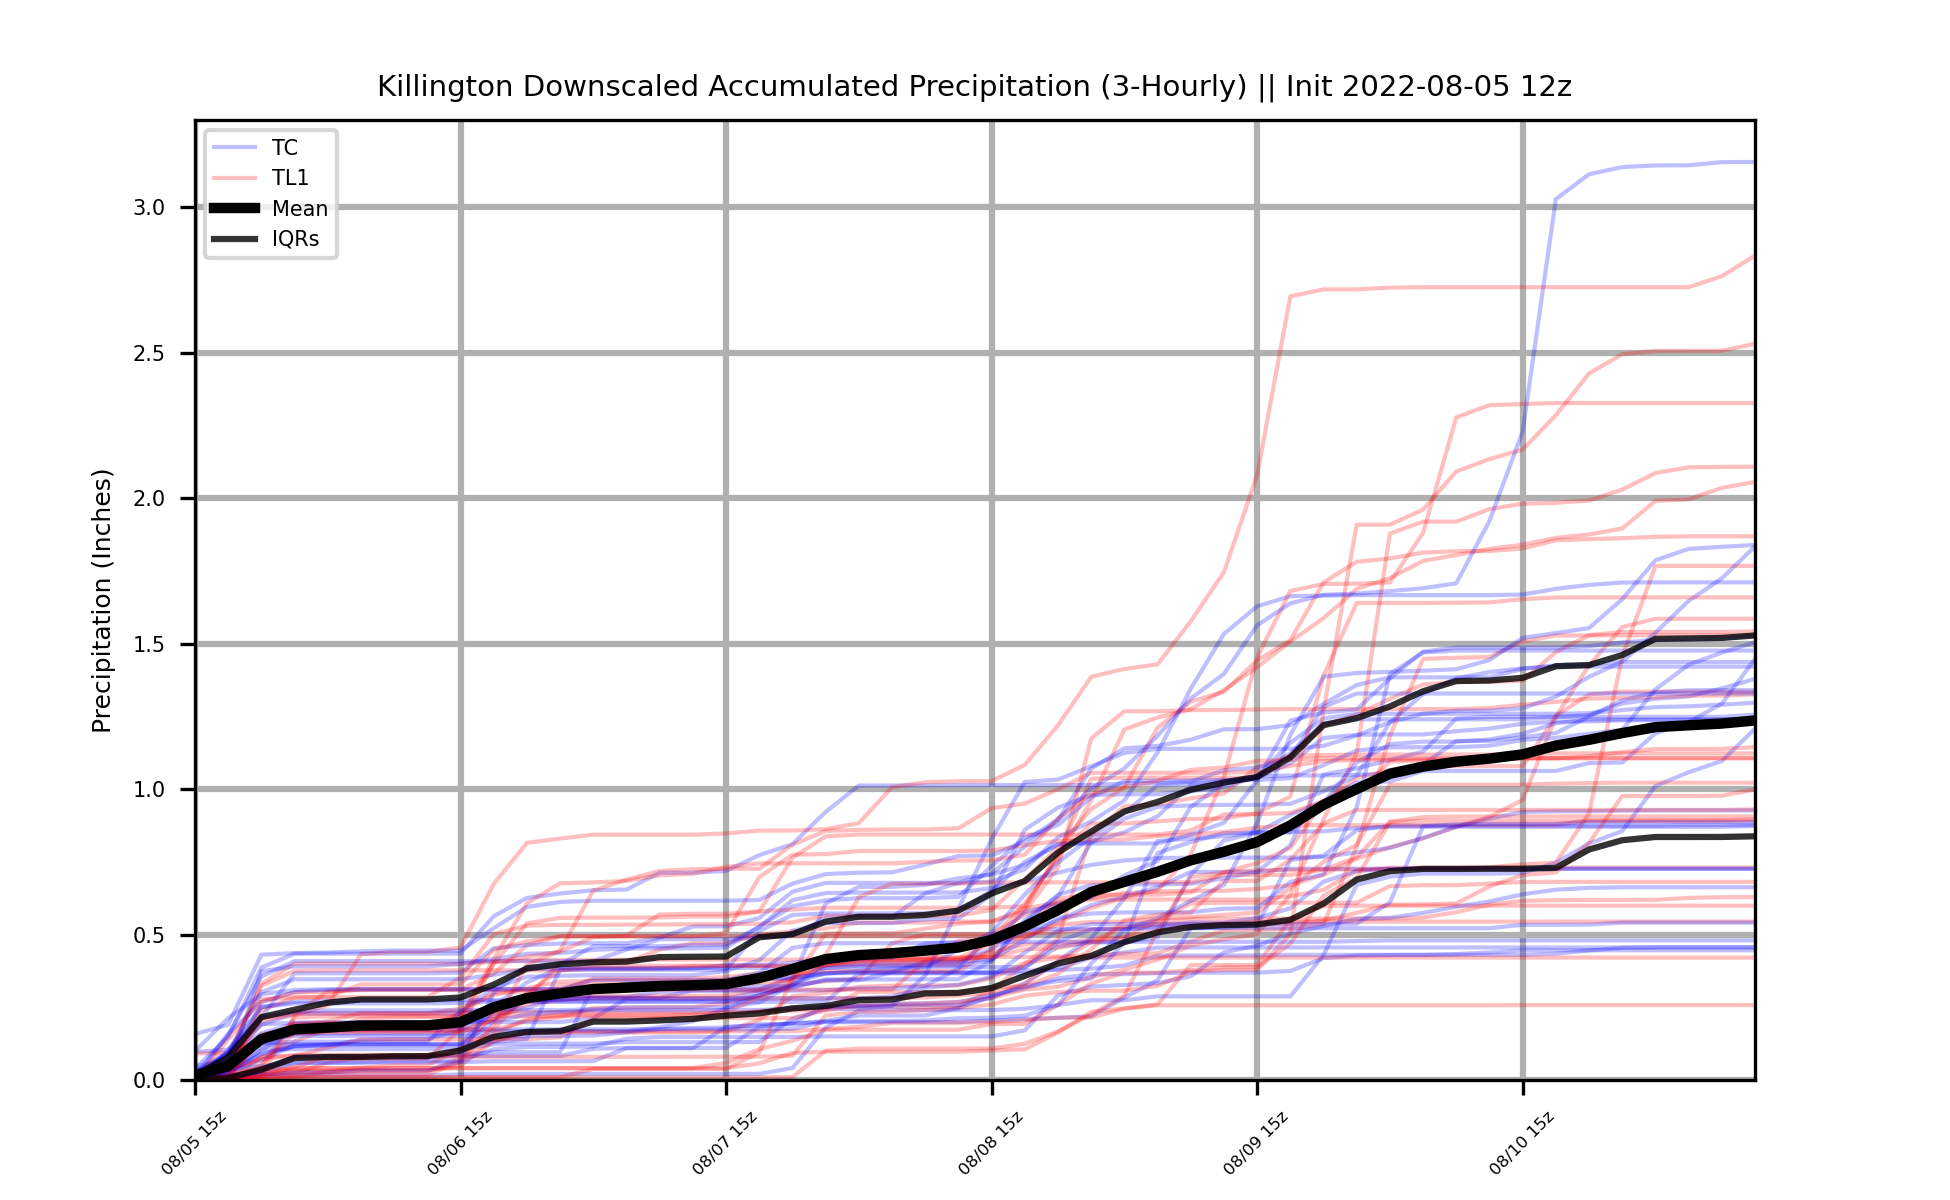 Killington Downscaled Accumulated Precipitation (3-Hourly) || Init 2022-08-05 12z
TC
TL1
Mean
IQRs
Precipitation (Inches)
3.0
2.5
2.0
1.5
1.0
0.5
0.0
08/05 15z
08/06 15z
08/07 15z
08/08 15z
08/09 15z
08/10 15z